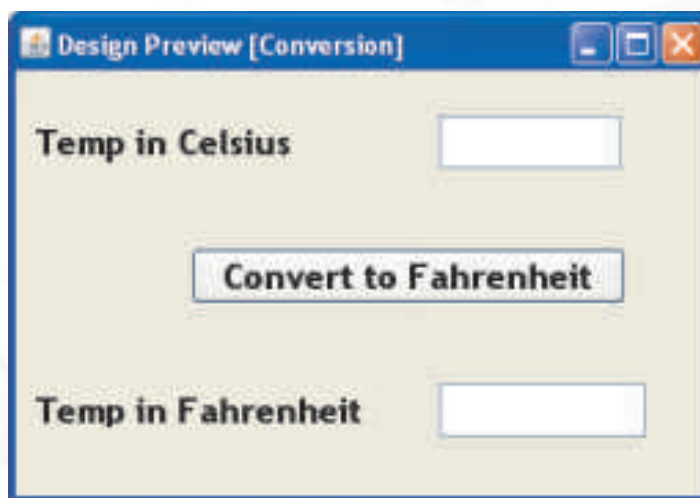 Design Preview [Conversion]
Temp in Celsius
Convert to Fahrenheit
Temp in Fahrenheit